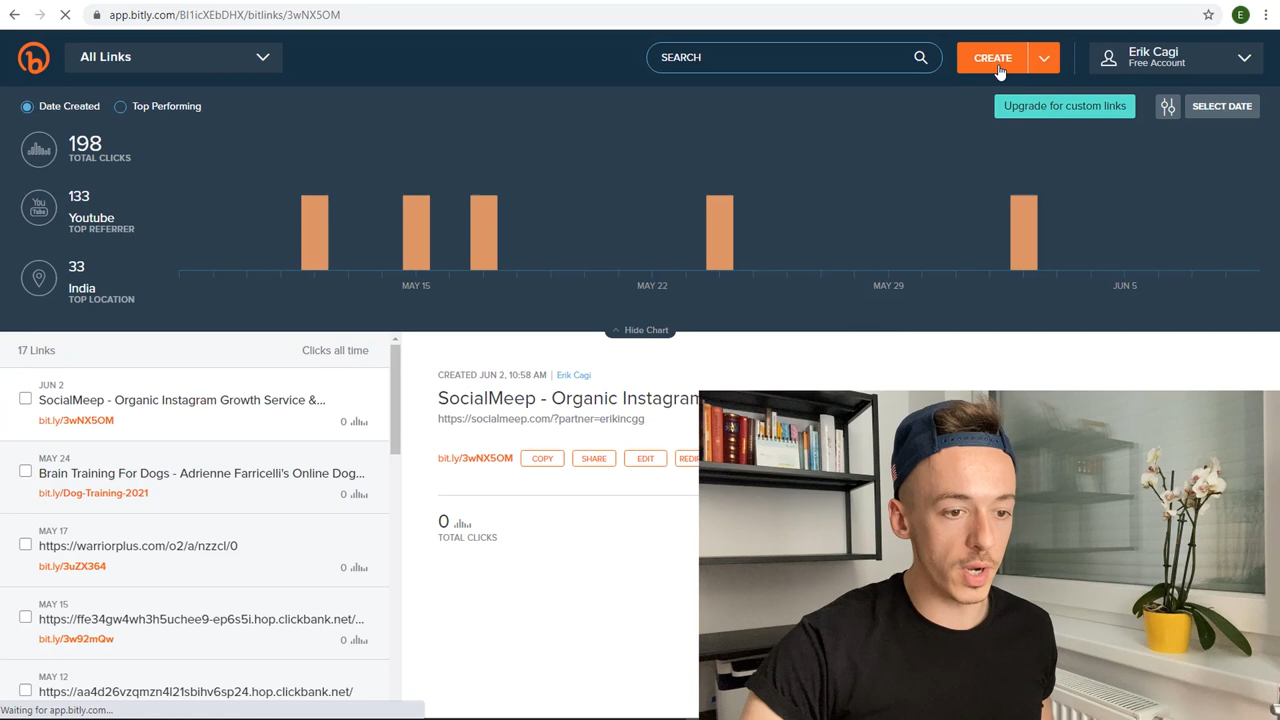 app.bitly.com/Bl1icXEbDHX/bitlinks/3wNX5OM
E
All Links
SEARCH
CREATE
Erik Cagi
Free Account
Date Created
Top Performing
Upgrade for custom links
SELECT DATE
198
TOTAL CLICKS
133
You
Tube
Youtube
TOP REFERRER
33
India
TOP LOCATION
MAY 15
MAY 22
MAY 29
JUN 5
Hide Chart
17 Links
Clicks all time
JUN 2
SocialMeep - Organic Instagram Growth Service &...
bit.ly/3wNX5OM
0
MAY 24
Brain Training For Dogs - Adrienne Farricelli's Online Dog...
bit.ly/Dog-Training-2021
0
MAY 17
https://warriorplus.com/o2/a/nzzcl/0
bit.ly/3uZX364
0
MAY 15
https://ffe34gw4wh3h5uchee9-ep6s5i.hop.clickbank.net/...
bit.ly/3w92mQw
0
MAY 12
https://aa4d26vzqmzn4l21sbihv6sp24.hop.clickbank.net/
Waiting for app.bitly.com...
CREATED JUN 2, 10:58 AM | Erik Cagi
SocialMeep - Organic Instagram
https://socialmeep.com/?partner=erikincgg
bit.ly/3wNX5OM
COPY
SHARE
EDIT
REDIR
0
TOTAL CLICKS